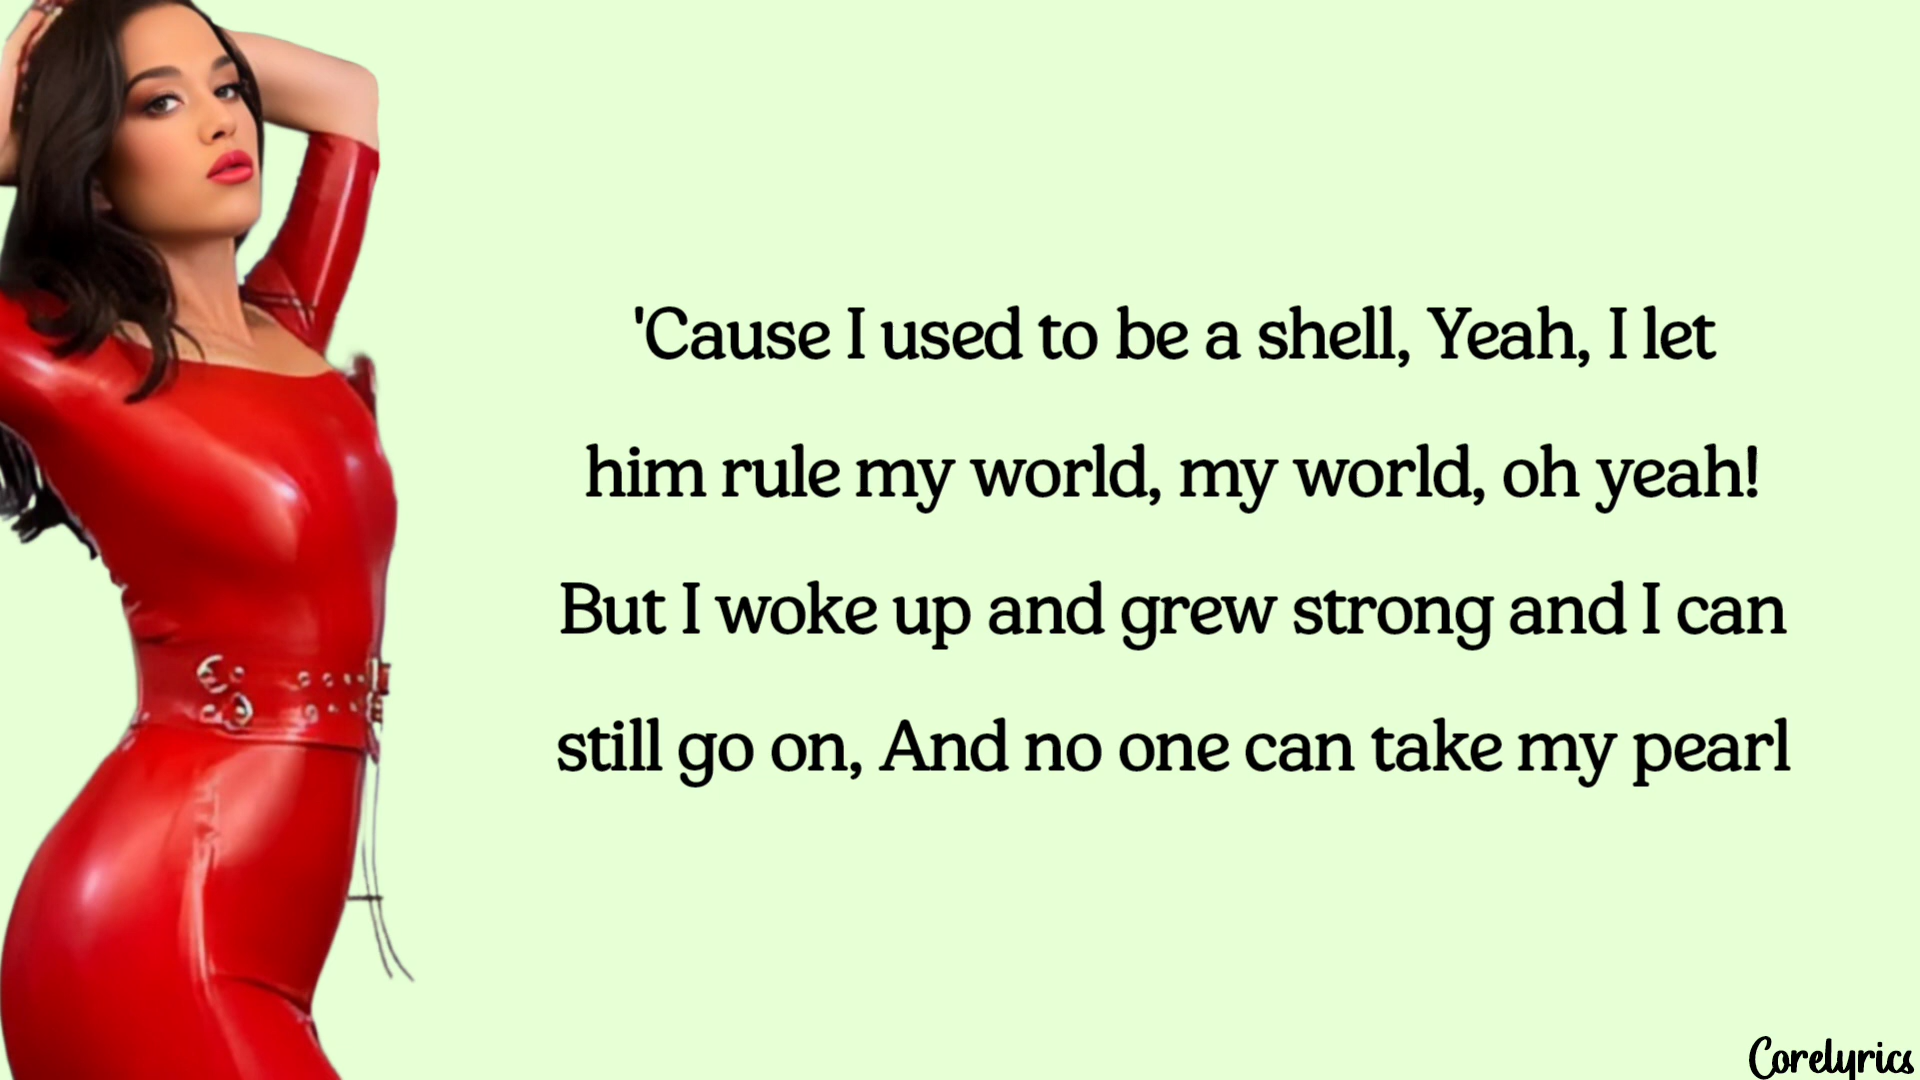 'Cause I used to be a shell, Yeah, I let
him rule my world, my world, oh yeah!
But I woke up and grew strong and I can
still go on, And no one can take my pearl
Corelyrics